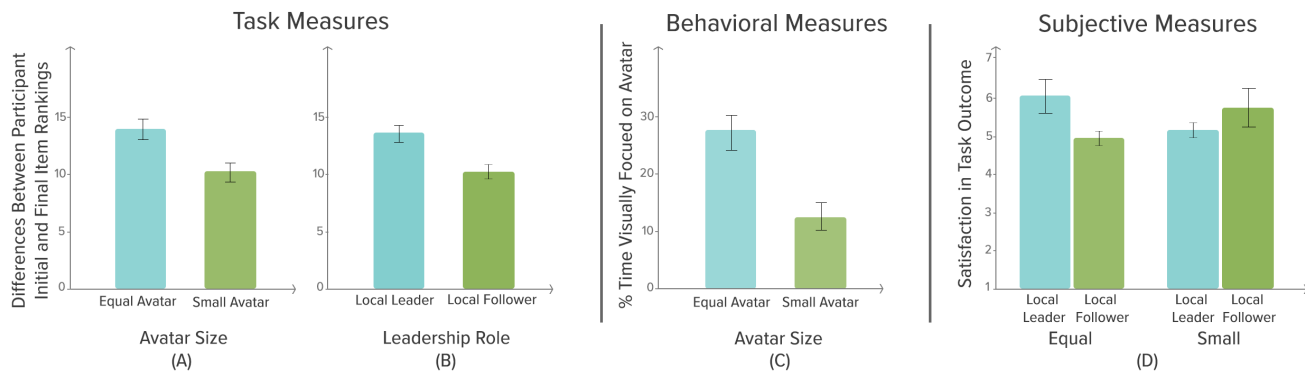 Task Measures
Differences Between Participant
Initial and Final Item Rankings
15
10
5
0
Equal Avatar
Small Avatar
Avatar Size
(A)
15
10
5
0
Local Leader
Local Follower
Leadership Role
(B)
Behavioral Measures
% Time Visually Focused on Avatar
30
20
10
0
Equal Avatar
Small Avatar
Avatar Size
(C)
Subjective Measures
Satisfaction in Task Outcome
7
6
5
4
3
2
1
Local
Leader
Local
Follower
Local
Leader
Local
Follower
Equal
Small
(D)